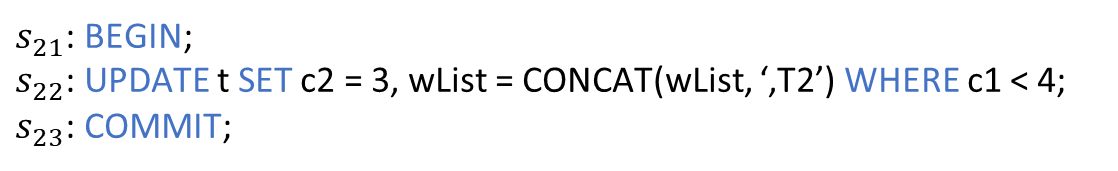 s21: BEGIN;
s22: UPDATE t SET c2 = 3, wList = CONCAT(wList, ‘,T2’) WHERE c1 < 4;
s23: COMMIT;